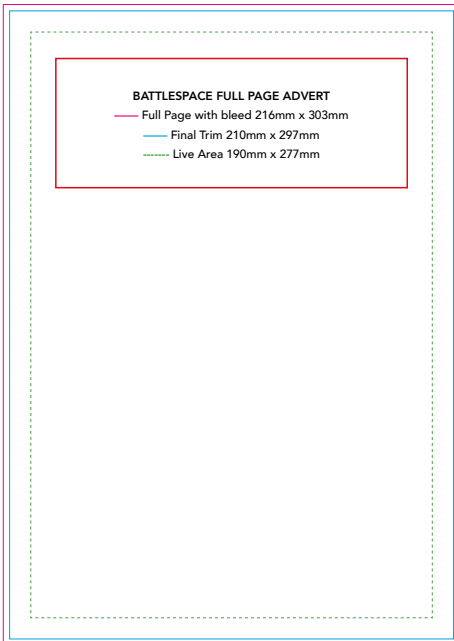 BATTLESPACE FULL PAGE ADVERT
Full Page with bleed 216mm x 303mm
Final Trim 210mm x 297mm
Live Area 190mm x 277mm